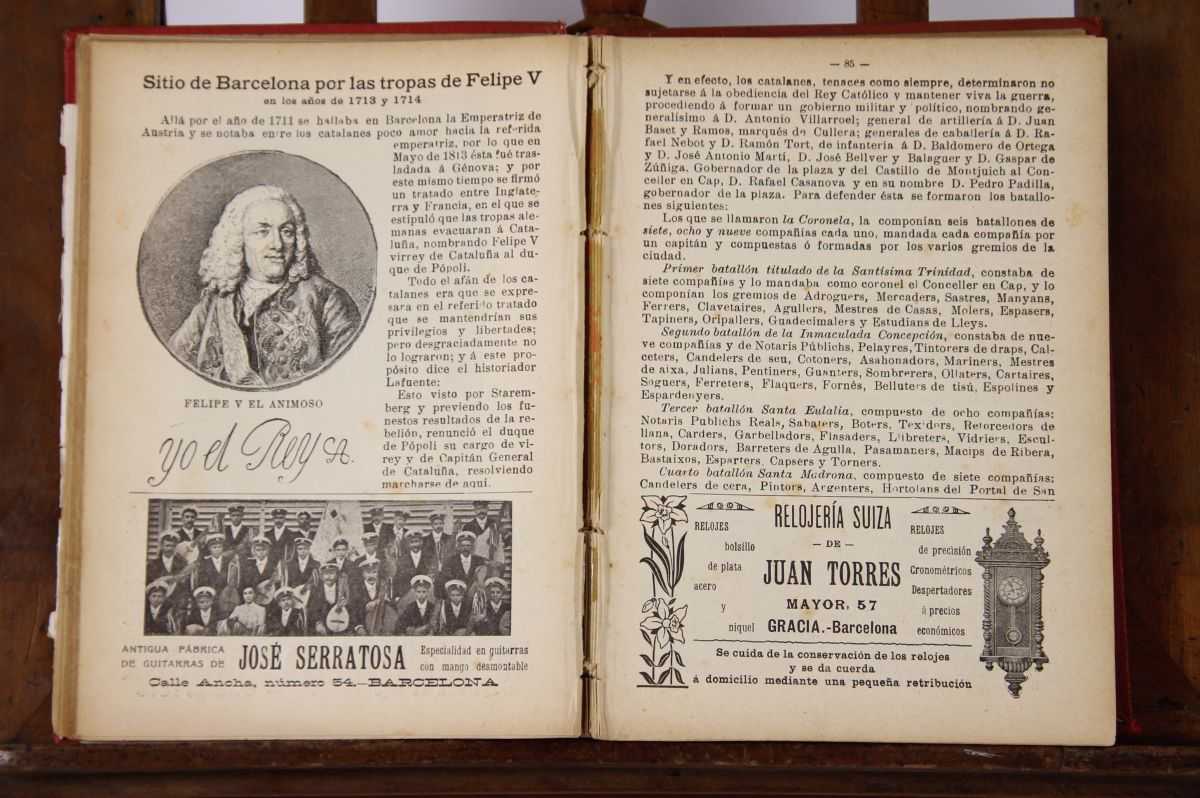 Sitio de Barcelona por las tropas de Felipe V
en los años de 1713 y 1714
Allá por el año de 1711 se hallaba en Barcelona la Emperatriz de
Austria y se notaba entre los catalanes poco amor hacia la referida
emperatriz, por lo que en
Mayo de 1813 ésta fué tras-
ladada á Génova; y por
este mismo tiempo se firmó
un tratado entre Inglate-
rra y Francia, en el que se
estipuló que las tropas ale-
manas evacuaran á Cata-
luña, nombrando Felipe V
virrey de Cataluña al du-
que de Pópoli.
Todo el afán de los ca-
talanes era que se expre-
sara en el referido tratado
que se mantendrían sus
privilegios y libertades;
pero desgraciadamente no
lo lograron; y á este pro-
pósito dice el historiador
Lafuente:
Esto visto por Starem-
berg y previendo los fu-
nestos resultados de la re-
belión, renunció el duque
de Pópoli su cargo de vi-
rey y de Capitán General
de Cataluña, resolviendo
marcharse de aquí.
FELIPE V EL ANIMOSO
yo el Rey
ANTIGUA FÁBRICA
DE GUITARRAS DE
JOSÉ SERRATOSA
Especialidad en guitarras
con mango desmontable
Calle Ancha, número 54.—BARCELONA
— 85 —
Y en efecto, los catalanes, tenaces como siempre, determinaron no
sujetarse á la obediencia del Rey Católico y mantener viva la guerra,
procediendo á formar un gobierno militar y político, nombrando ge-
neralísimo á D. Antonio Villarroel; general de artillería á D. Juan
Baset y Ramos, marqués de Cullera; generales de caballería á D. Ra-
fael Nebot y D. Ramón Tort, de infantería á D. Baldomero de Ortega
y D. José Antonio Martí, D. José Bellver y Balaguer y D. Gaspar de
Zúñiga. Gobernador de la plaza y del Castillo de Montjuich al Con-
celler en Cap, D. Rafael Casanova y en su nombre D. Pedro Padilla,
gobernador de la plaza. Para defender ésta se formaron los batallo-
nes siguientes:
Los que se llamaron la Coronela, la componían seis batallones de
siete, ocho y nueve compañías cada uno, mandada cada compañía por
un capitán y compuestas ó formadas por los varios gremios de la
ciudad.
Primer batallón titulado de la Santísima Trinidad, constaba de
siete compañías y lo mandaba como coronel el Conceller en Cap, y lo
componían los gremios de Adroguers, Mercaders, Sastres, Manyans,
Ferrers, Clavetaires, Agullers, Mestres de Casas, Molers, Espasers,
Tapiners, Oripallers, Guadecimalers y Estudians de Lleys.
Segundo batallón de la Inmaculada Concepción, constaba de nue-
ve compañías y de Notaris Públichs, Pelayres, Tintorers de draps, Cal-
ceters, Candelers de seu, Cotoners, Asahonadors, Mariners, Mestres
de aixa, Julians, Pentiners, Guanters, Sombrerers, Ollaters, Cartaires,
Soguers, Ferreters, Flaquers, Fornés, Belluters de tisú, Espolines y
Espardenyers.
Tercer batallón Santa Eulalia, compuesto de ocho compañías;
Notaris Publichs Reals, Sabaters, Boters, Texidors, Retorcedors de
llana, Carders, Garbelladors, Flasaders, Llibreters, Vidriers, Escul-
tors, Doradors, Barreters de Agulla, Pasamaners, Macips de Ribera,
Bastaixos, Esparters, Capsers y Torners.
Cuarto batallón Santa Madrona, compuesto de siete compañías;
Candelers de cera, Pintors, Argenters, Hortolans del Portal de San
RELOJES
bolsillo
de plata
acero
y
niquel
RELOJERÍA SUIZA
— DE —
JUAN TORRES
MAYOR, 57
GRACIA.-Barcelona
RELOJES
de precisión
Cronométricos
Despertadores
á precios
económicos
Se cuida de la conservación de los relojes
y se da cuerda
á domicilio mediante una pequeña retribución